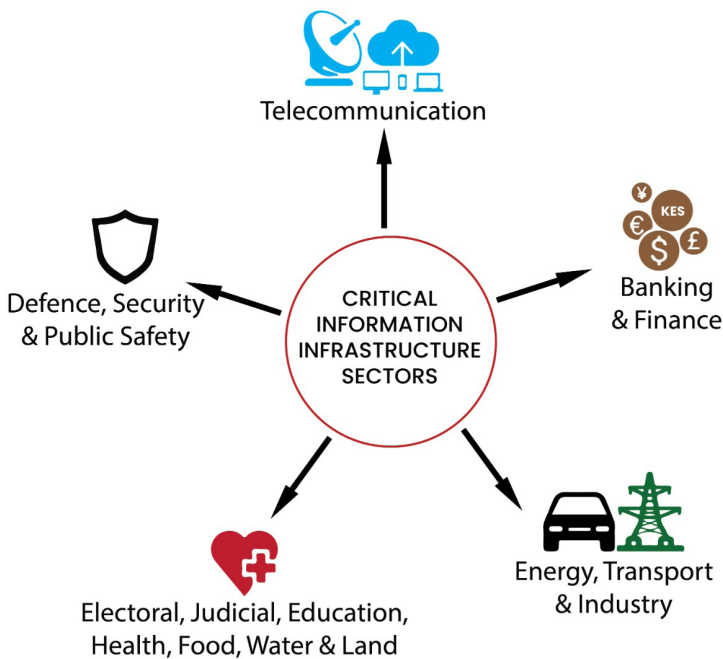 Telecommunication
¥
KES
€
$
£
Banking
& Finance
Defence, Security
& Public Safety
CRITICAL
INFORMATION
INFRASTRUCTURE
SECTORS
Energy, Transport
& Industry
Electoral, Judicial, Education,
Health, Food, Water & Land